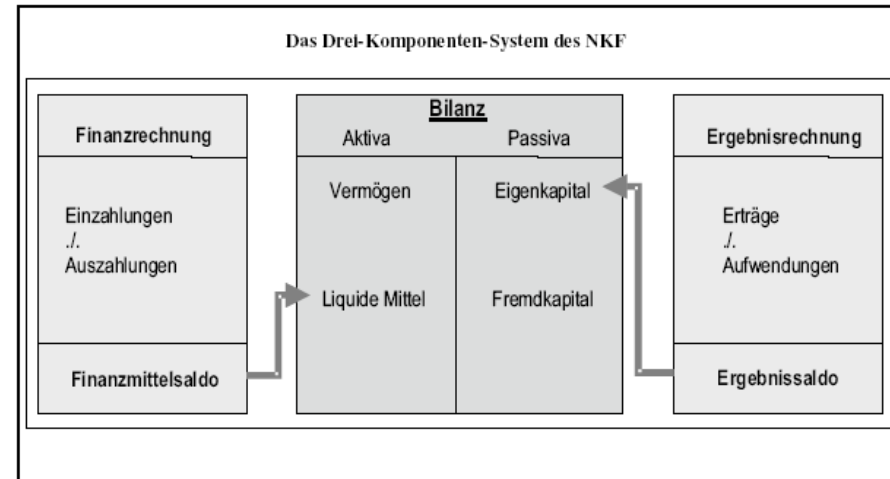 Das Drei-Komponenten-System des NKF
Finanzrechnung
Einzahlungen
./.
Auszahlungen
Finanzmittelsaldo
Bilanz
Aktiva Passiva
Vermögen Eigenkapital
Liquide Mittel Fremdkapital
Ergebnisrechnung
Erträge
./.
Aufwendungen
Ergebnissaldo